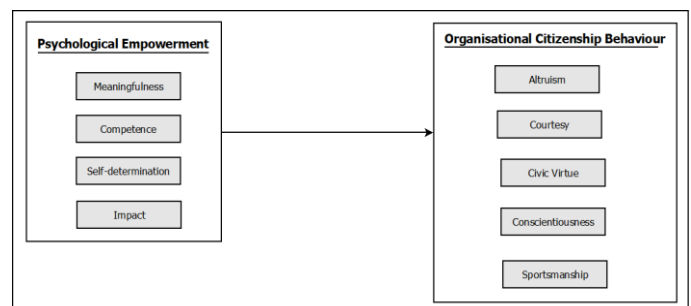 Psychological Empowerment
Meaningfulness
Competence
Self-determination
Impact
Organisational Citizenship Behaviour
Altruism
Courtesy
Civic Virtue
Conscientiousness
Sportsmanship